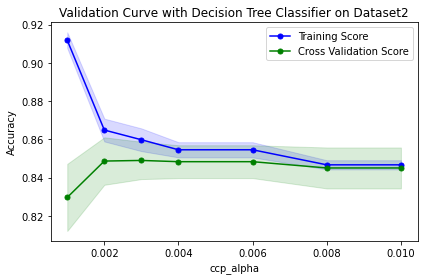 Validation Curve with Decision Tree Classifier on Dataset2
0.92
Training Score
Cross Validation Score
0.90
0.88
Accuracy
0.86
0.84
0.82
0.002 0.004 0.006 0.008 0.010
ccp_alpha